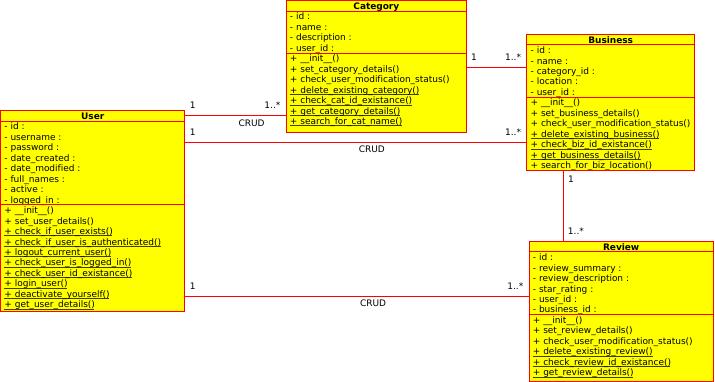 Category
- id :
- name :
- description :
- user_id :
+ __init__()
+ set_category_details()
+ check_user_modification_status()
+ delete_existing_category()
+ check_cat_id_existance()
+ get_category_details()
+ search_for_cat_name()
1
1..*
Business
- id :
- name :
- category_id :
- location :
- user_id :
+ __init__()
+ set_business_details()
+ check_user_modification_status()
+ delete_existing_business()
+ check_biz_id_existance()
+ get_business_details()
+ search_for_biz_location()
1
1..*
CRUD
User
- id :
- username :
- password :
- date_created :
- date_modified :
- full_names :
- active :
- logged_in :
+ __init__()
+ set_user_details()
+ check_if_user_exists()
+ check_if_user_is_authenticated()
+ logout_current_user()
+ check_user_is_logged_in()
+ check_user_id_existance()
+ login_user()
+ deactivate_yourself()
+ get_user_details()
1
1..*
CRUD
1
1..*
Review
- id :
- review_summary :
- review_description :
- star_rating :
- user_id :
- business_id :
+ __init__()
+ set_review_details()
+ check_user_modification_status()
+ delete_existing_review()
+ check_review_id_existance()
+ get_review_details()
1
1..*
CRUD